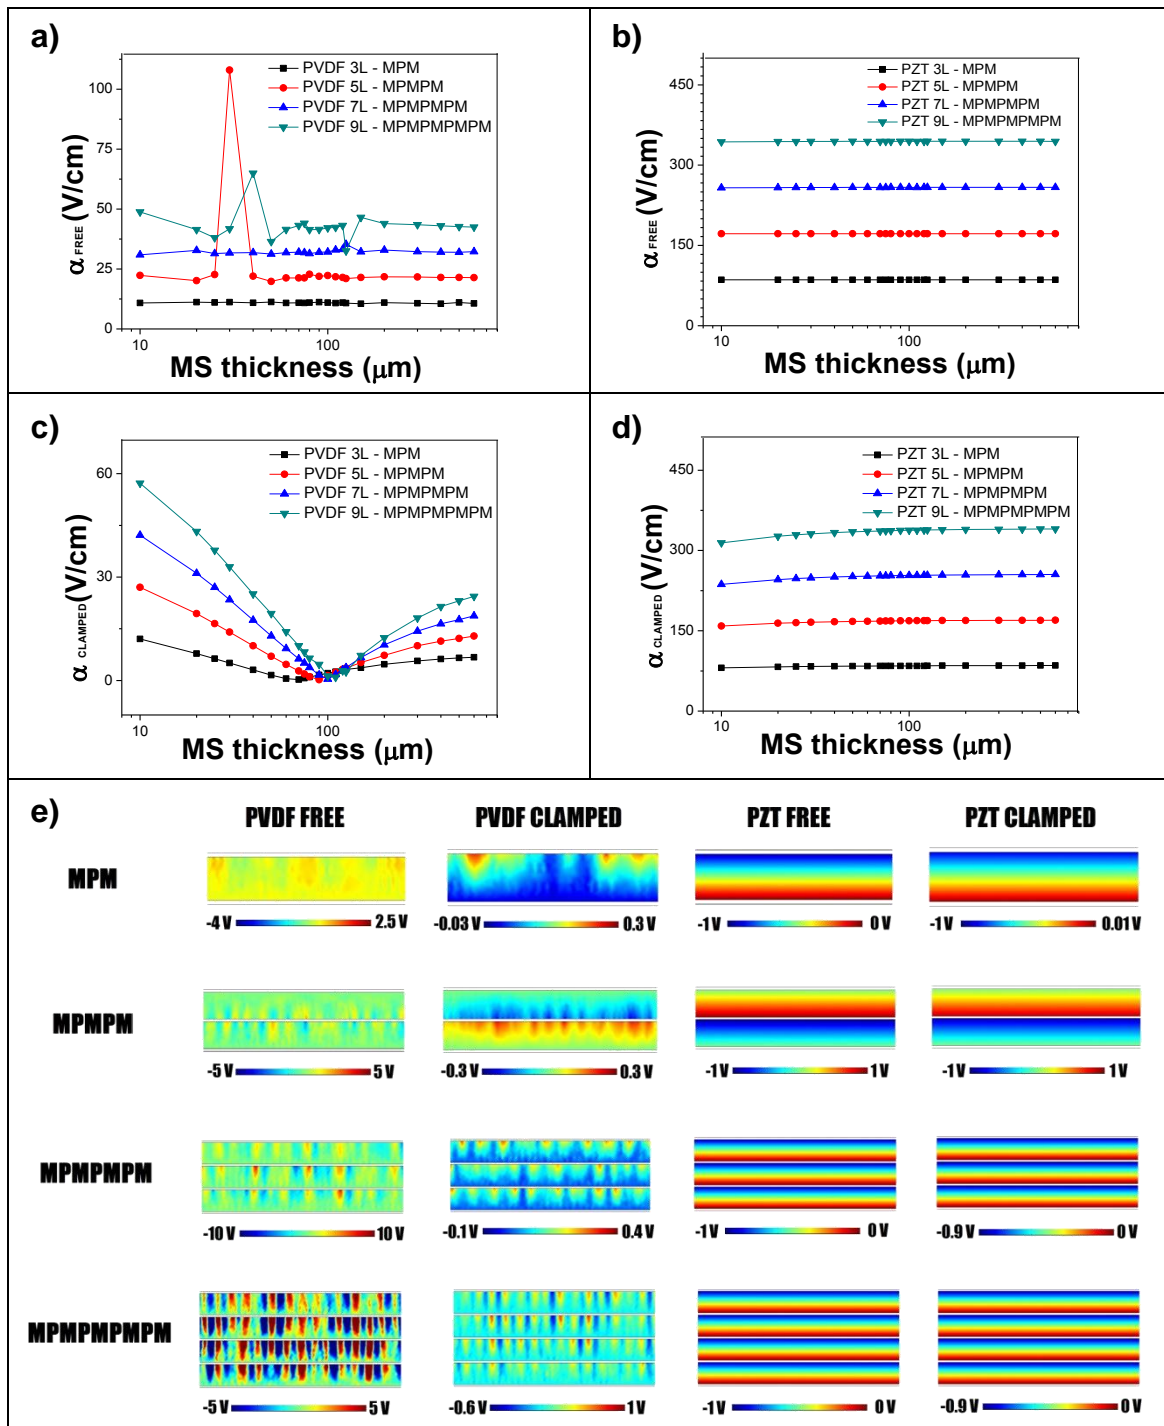 a)
PVDF 3L - MPM
PVDF 5L - MPMPM
PVDF 7L - MPMPMPM
PVDF 9L - MPMPMPMPM
100
75
50
25
0
10
100
α FREE (V/cm)
MS thickness (μm)
b)
PZT 3L - MPM
PZT 5L - MPMPM
PZT 7L - MPMPMPM
PZT 9L - MPMPMPMPM
450
300
150
0
10
100
α FREE (V/cm)
MS thickness (μm)
c)
PVDF 3L - MPM
PVDF 5L - MPMPM
PVDF 7L - MPMPMPM
PVDF 9L - MPMPMPMPM
60
30
0
10
100
α CLAMPED (V/cm)
MS thickness (μm)
d)
PZT 3L - MPM
PZT 5L - MPMPM
PZT 7L - MPMPMPM
PZT 9L - MPMPMPMPM
450
300
150
0
10
100
α CLAMPED (V/cm)
MS thickness (μm)
e)
PVDF FREE PVDF CLAMPED PZT FREE PZT CLAMPED
MPM
-4 V 2.5 V -0.03 V 0.3 V -1 V 0 V -1 V 0.01 V
MPMPM
-5 V 5 V -0.3 V 0.3 V -1 V 1 V -1 V 1 V
MPMPMPM
-10 V 10 V -0.1 V 0.4 V -1 V 0 V -0.9 V 0 V
MPMPMPMPM
-5 V 5 V -0.6 V 1 V -1 V 0 V -0.9 V 0 V